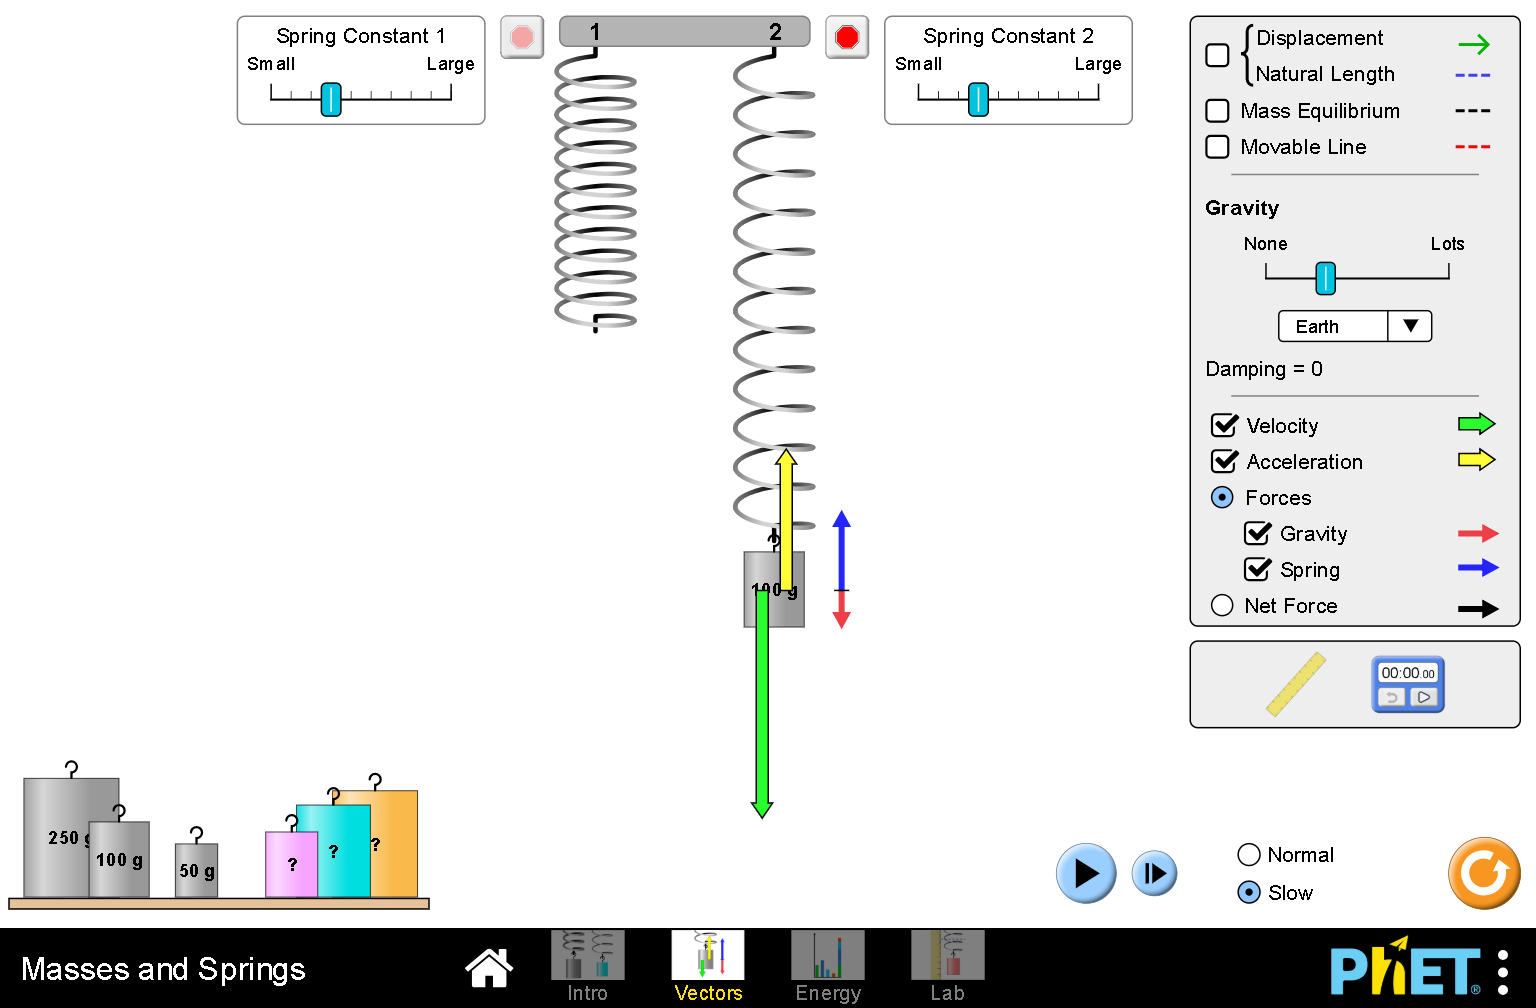 Spring Constant 1
Small Large
1 2
Spring Constant 2
Small Large
Displacement
Natural Length
Mass Equilibrium
Movable Line
Gravity
None Lots
Earth
Damping = 0
Velocity
Acceleration
Forces
Gravity
Spring
Net Force
00:00.00
100 g
250 g
100 g
50 g
?
?
?
Normal
Slow
Masses and Springs
Intro
Vectors
Energy
Lab
PhET